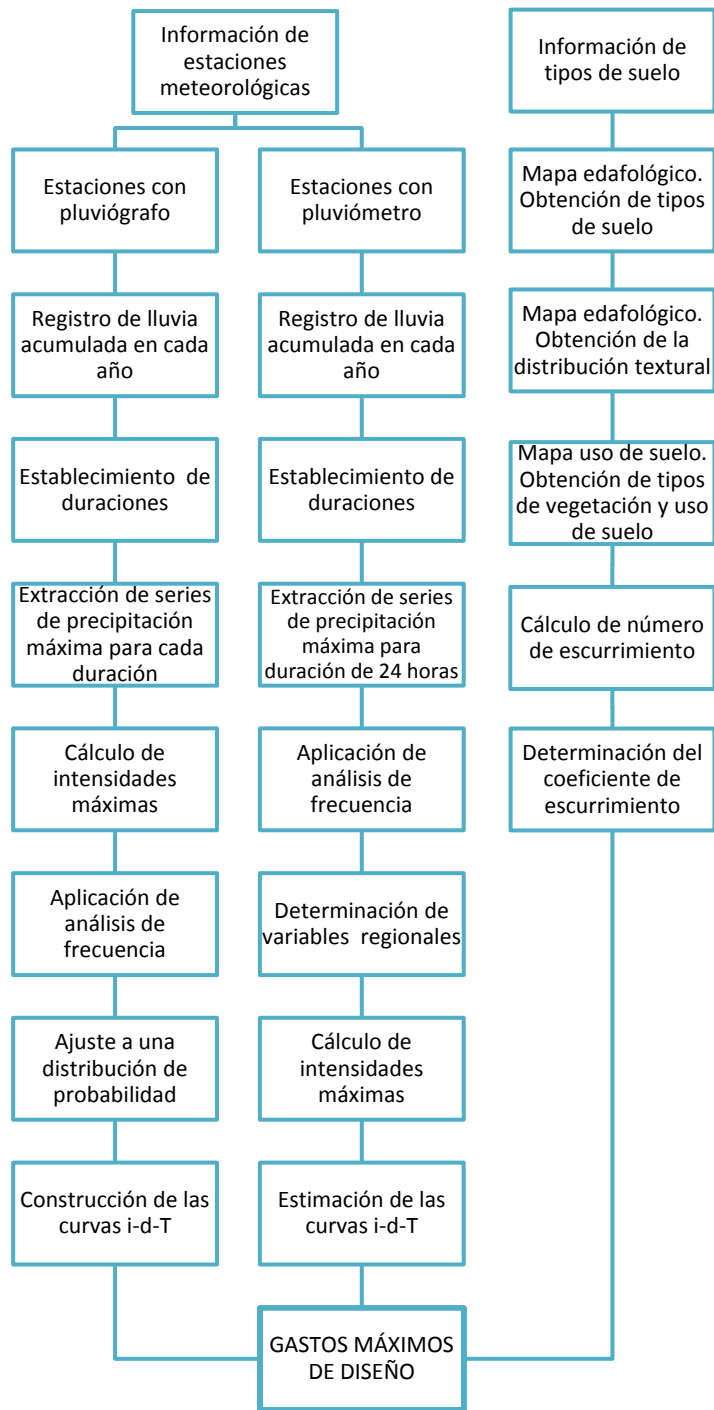 Información de
estaciones
meteorológicas
Información de
tipos de suelo
Estaciones con
pluviógrafo
Estaciones con
pluviómetro
Mapa edafológico.
Obtención de tipos
de suelo
Registro de lluvia
acumulada en cada
año
Registro de lluvia
acumulada en cada
año
Mapa edafológico.
Obtención de la
distribución textural
Establecimiento de
duraciones
Establecimiento de
duraciones
Mapa uso de suelo.
Obtención de tipos
de vegetación y uso
de suelo
Extracción de series
de precipitación
máxima para cada
duración
Extracción de series
de precipitación
máxima para
duración de 24 horas
Cálculo de número
de escurrimiento
Cálculo de
intensidades
máximas
Aplicación de
análisis de
frecuencia
Determinación del
coeficiente de
escurrimiento
Aplicación de
análisis de
frecuencia
Determinación de
variables regionales
Ajuste a una
distribución de
probabilidad
Cálculo de
intensidades
máximas
Construcción de las
curvas i-d-T
Estimación de las
curvas i-d-T
GASTOS MÁXIMOS
DE DISEÑO